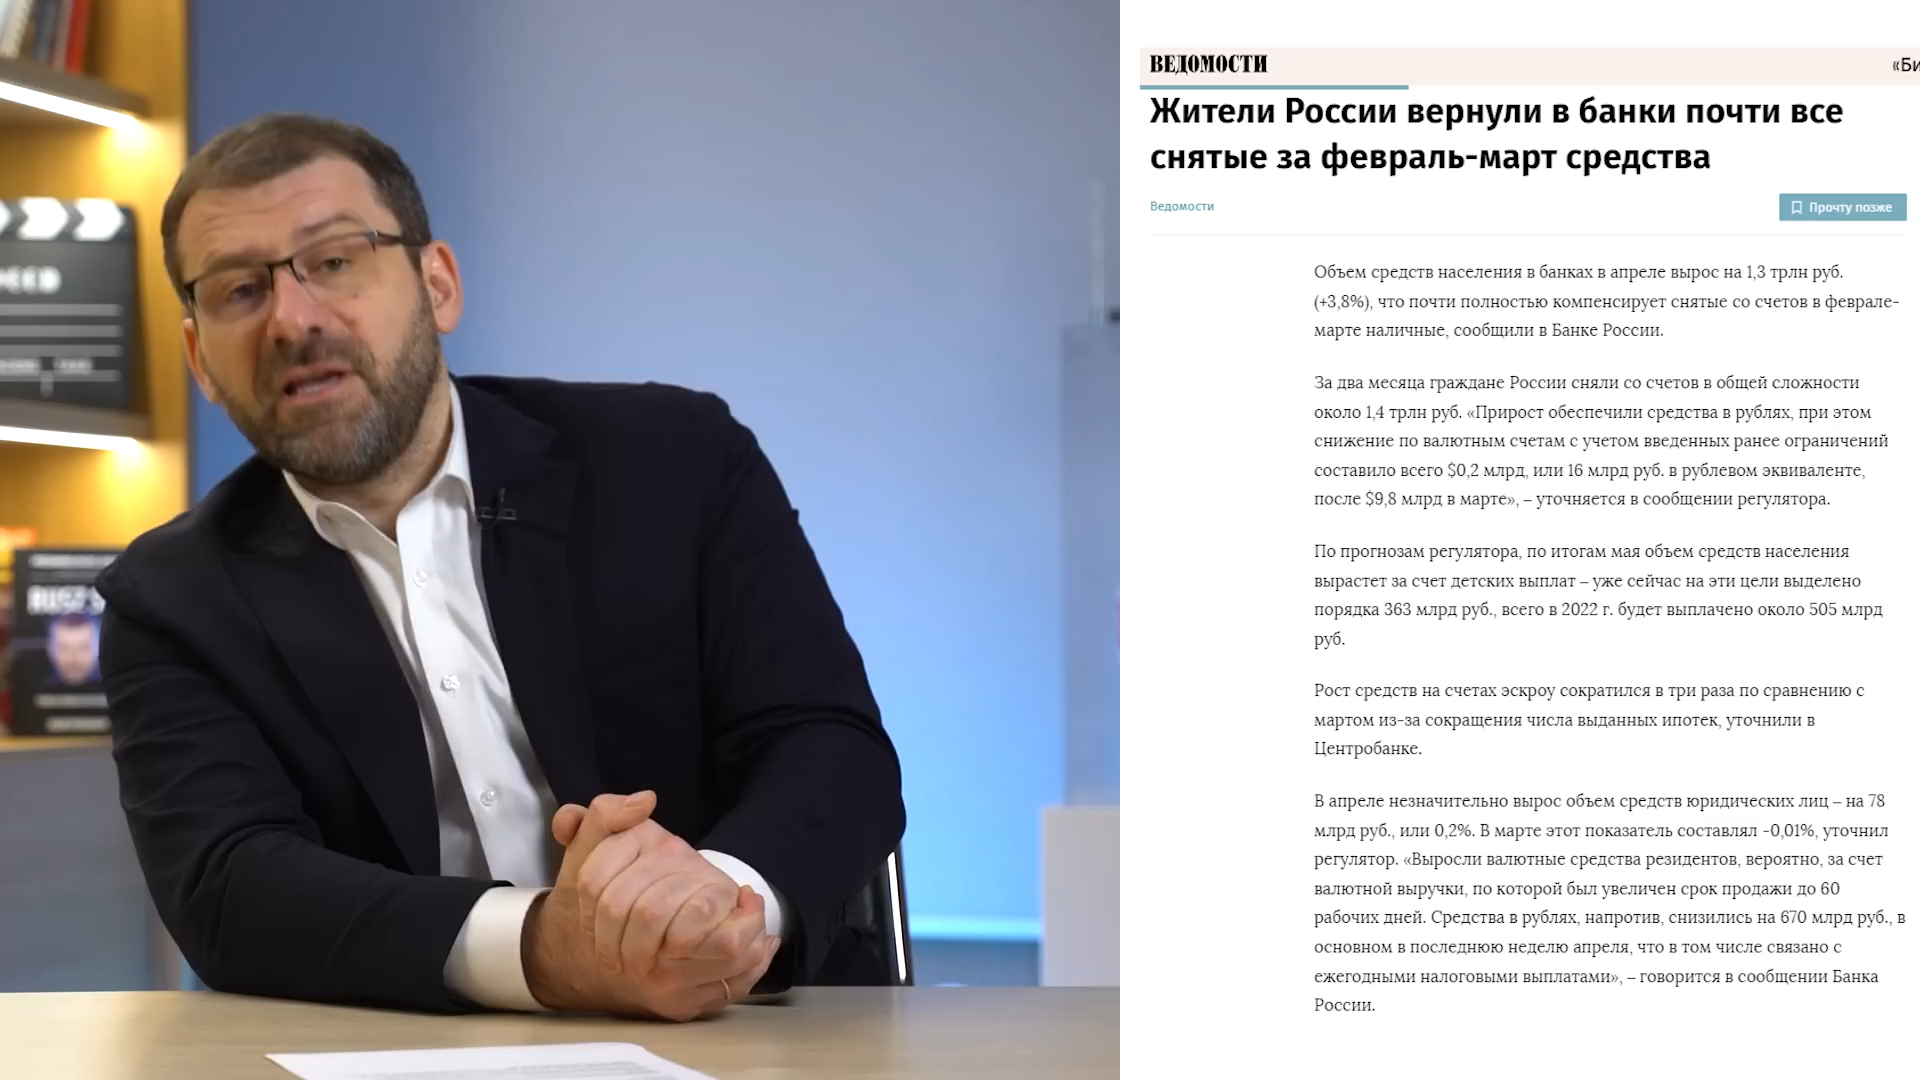 ВЕДОМОСТИ
«Би
Жители России вернули в банки почти все
снятые за февраль-март средства
Ведомости
Прочту позже
Объем средств населения в банках в апреле вырос на 1,3 трлн руб.
(+3,8%), что почти полностью компенсирует снятые со счетов в феврале-
марте наличные, сообщили в Банке России.
За два месяца граждане России сняли со счетов в общей сложности
около 1,4 трлн руб. «Прирост обеспечили средства в рублях, при этом
снижение по валютным счетам с учетом введенных ранее ограничений
составило всего $0,2 млрд, или 16 млрд руб. в рублевом эквиваленте,
после $9,8 млрд в марте», – уточняется в сообщении регулятора.
По прогнозам регулятора, по итогам мая объем средств населения
вырастет за счет детских выплат – уже сейчас на эти цели выделено
порядка 363 млрд руб., всего в 2022 г. будет выплачено около 505 млрд
руб.
Рост средств на счетах эскроу сократился в три раза по сравнению с
мартом из-за сокращения числа выданных ипотек, уточнили в
Центробанке.
В апреле незначительно вырос объем средств юридических лиц – на 78
млрд руб., или 0,2%. В марте этот показатель составлял -0,01%, уточнил
регулятор. «Выросли валютные средства резидентов, вероятно, за счет
валютной выручки, по которой был увеличен срок продажи до 60
рабочих дней. Средства в рублях, напротив, снизились на 670 млрд руб., в
основном в последнюю неделю апреля, что в том числе связано с
ежегодными налоговыми выплатами», – говорится в сообщении Банка
России.